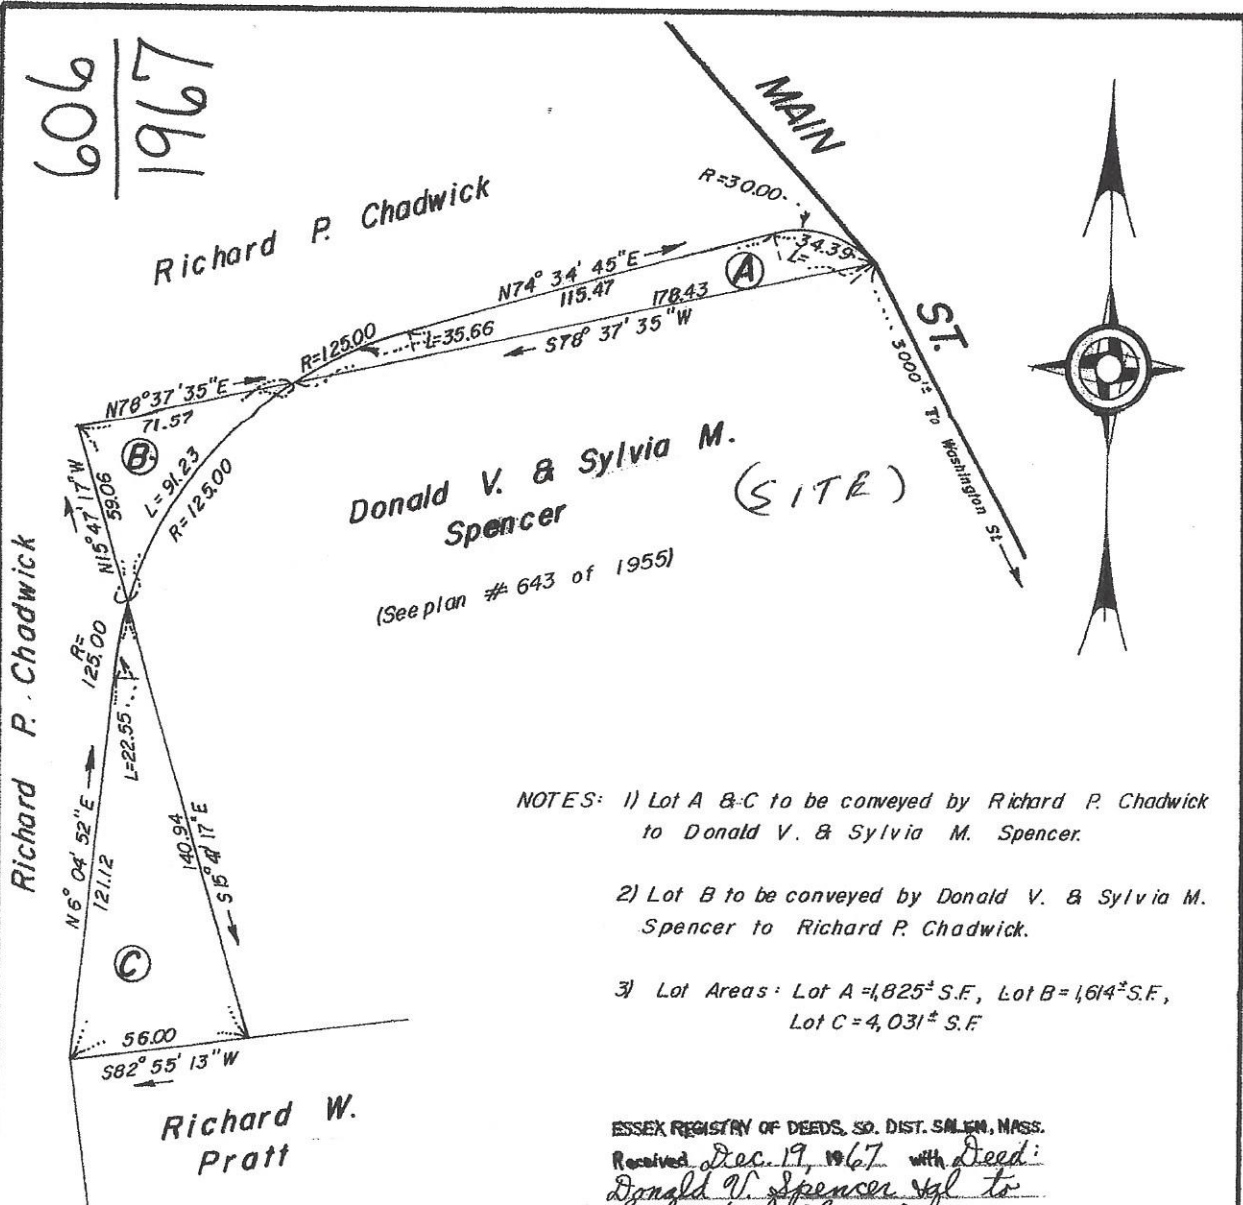 606
1967
Richard P. Chadwick
MAIN
ST.
R=30.00
34.39
L=
A
N74° 34' 45"E
115.47
178.43
S78° 37' 35"W
R=125.00
L=35.66
3000'± To Washington St
N78°37'35"E
71.57
B
N15°47'17"W
59.06
L=91.23
R=125.00
Donald V. & Sylvia M.
Spencer
(SITE)
(See plan # 643 of 1955)
Richard P. Chadwick
R=
125.00
L=22.55
N6° 04' 52"E
121.12
140.94
S15° 47' 17"E
C
56.00
S82° 55' 13"W
Richard W.
Pratt
NOTES: 1) Lot A & C to be conveyed by Richard P. Chadwick
to Donald V. & Sylvia M. Spencer.
2) Lot B to be conveyed by Donald V. & Sylvia M.
Spencer to Richard P. Chadwick.
3) Lot Areas: Lot A =1,825± S.F., Lot B = 1,614± S.F.,
Lot C = 4,031± S.F.
ESSEX REGISTRY OF DEEDS, SO. DIST. SALEM, MASS.
Received Dec. 19, 1967 with Deed:
Donald V. Spencer to